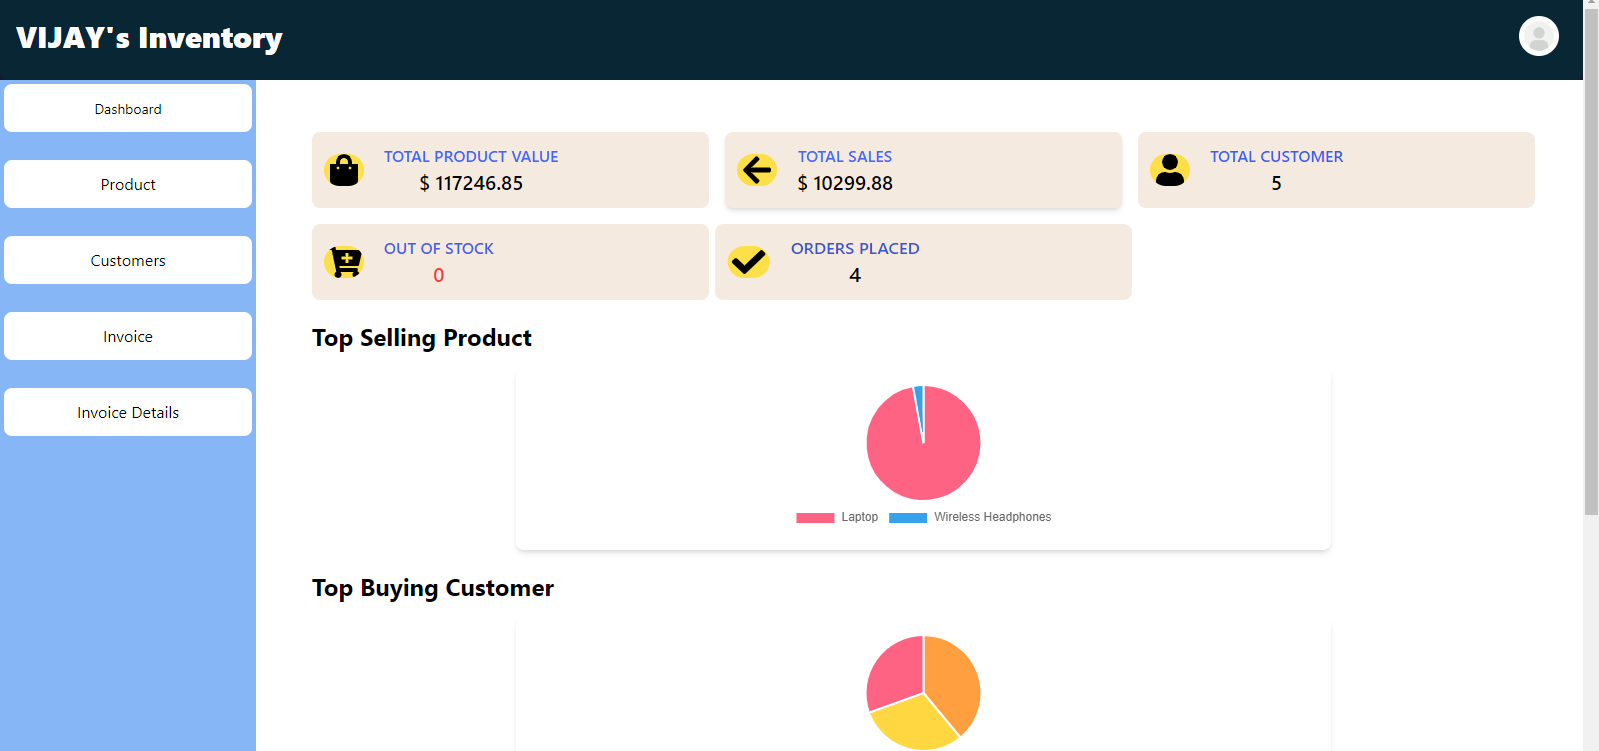 VIJAY's Inventory
Dashboard
Product
Customers
Invoice
Invoice Details
TOTAL PRODUCT VALUE
$ 117246.85
TOTAL SALES
$ 10299.88
TOTAL CUSTOMER
5
OUT OF STOCK
0
ORDERS PLACED
4
Top Selling Product
Laptop Wireless Headphones
Top Buying Customer